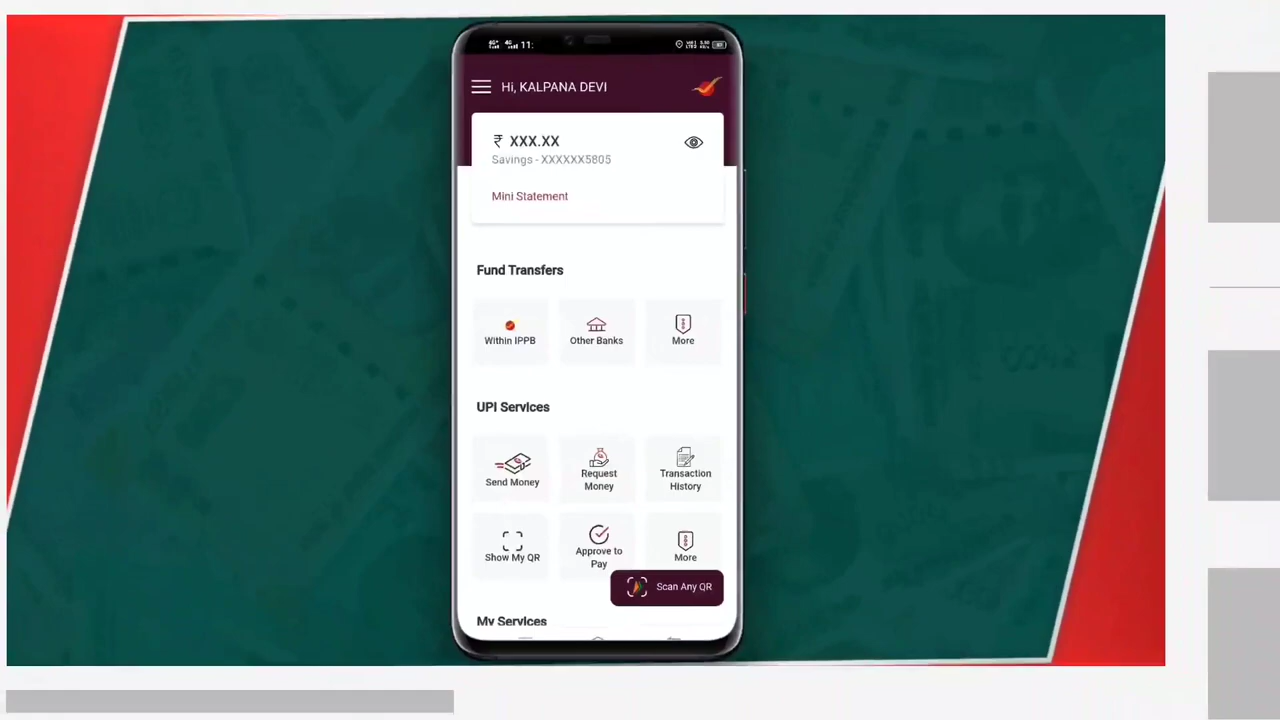 11:
Hi, KALPANA DEVI
₹ XXX.XX
Savings - XXXXXX5805
Mini Statement
Fund Transfers
Within IPPB
Other Banks
More
UPI Services
Send Money
Request
Money
Transaction
History
Show My QR
Approve to
Pay
More
Scan Any QR
My Services